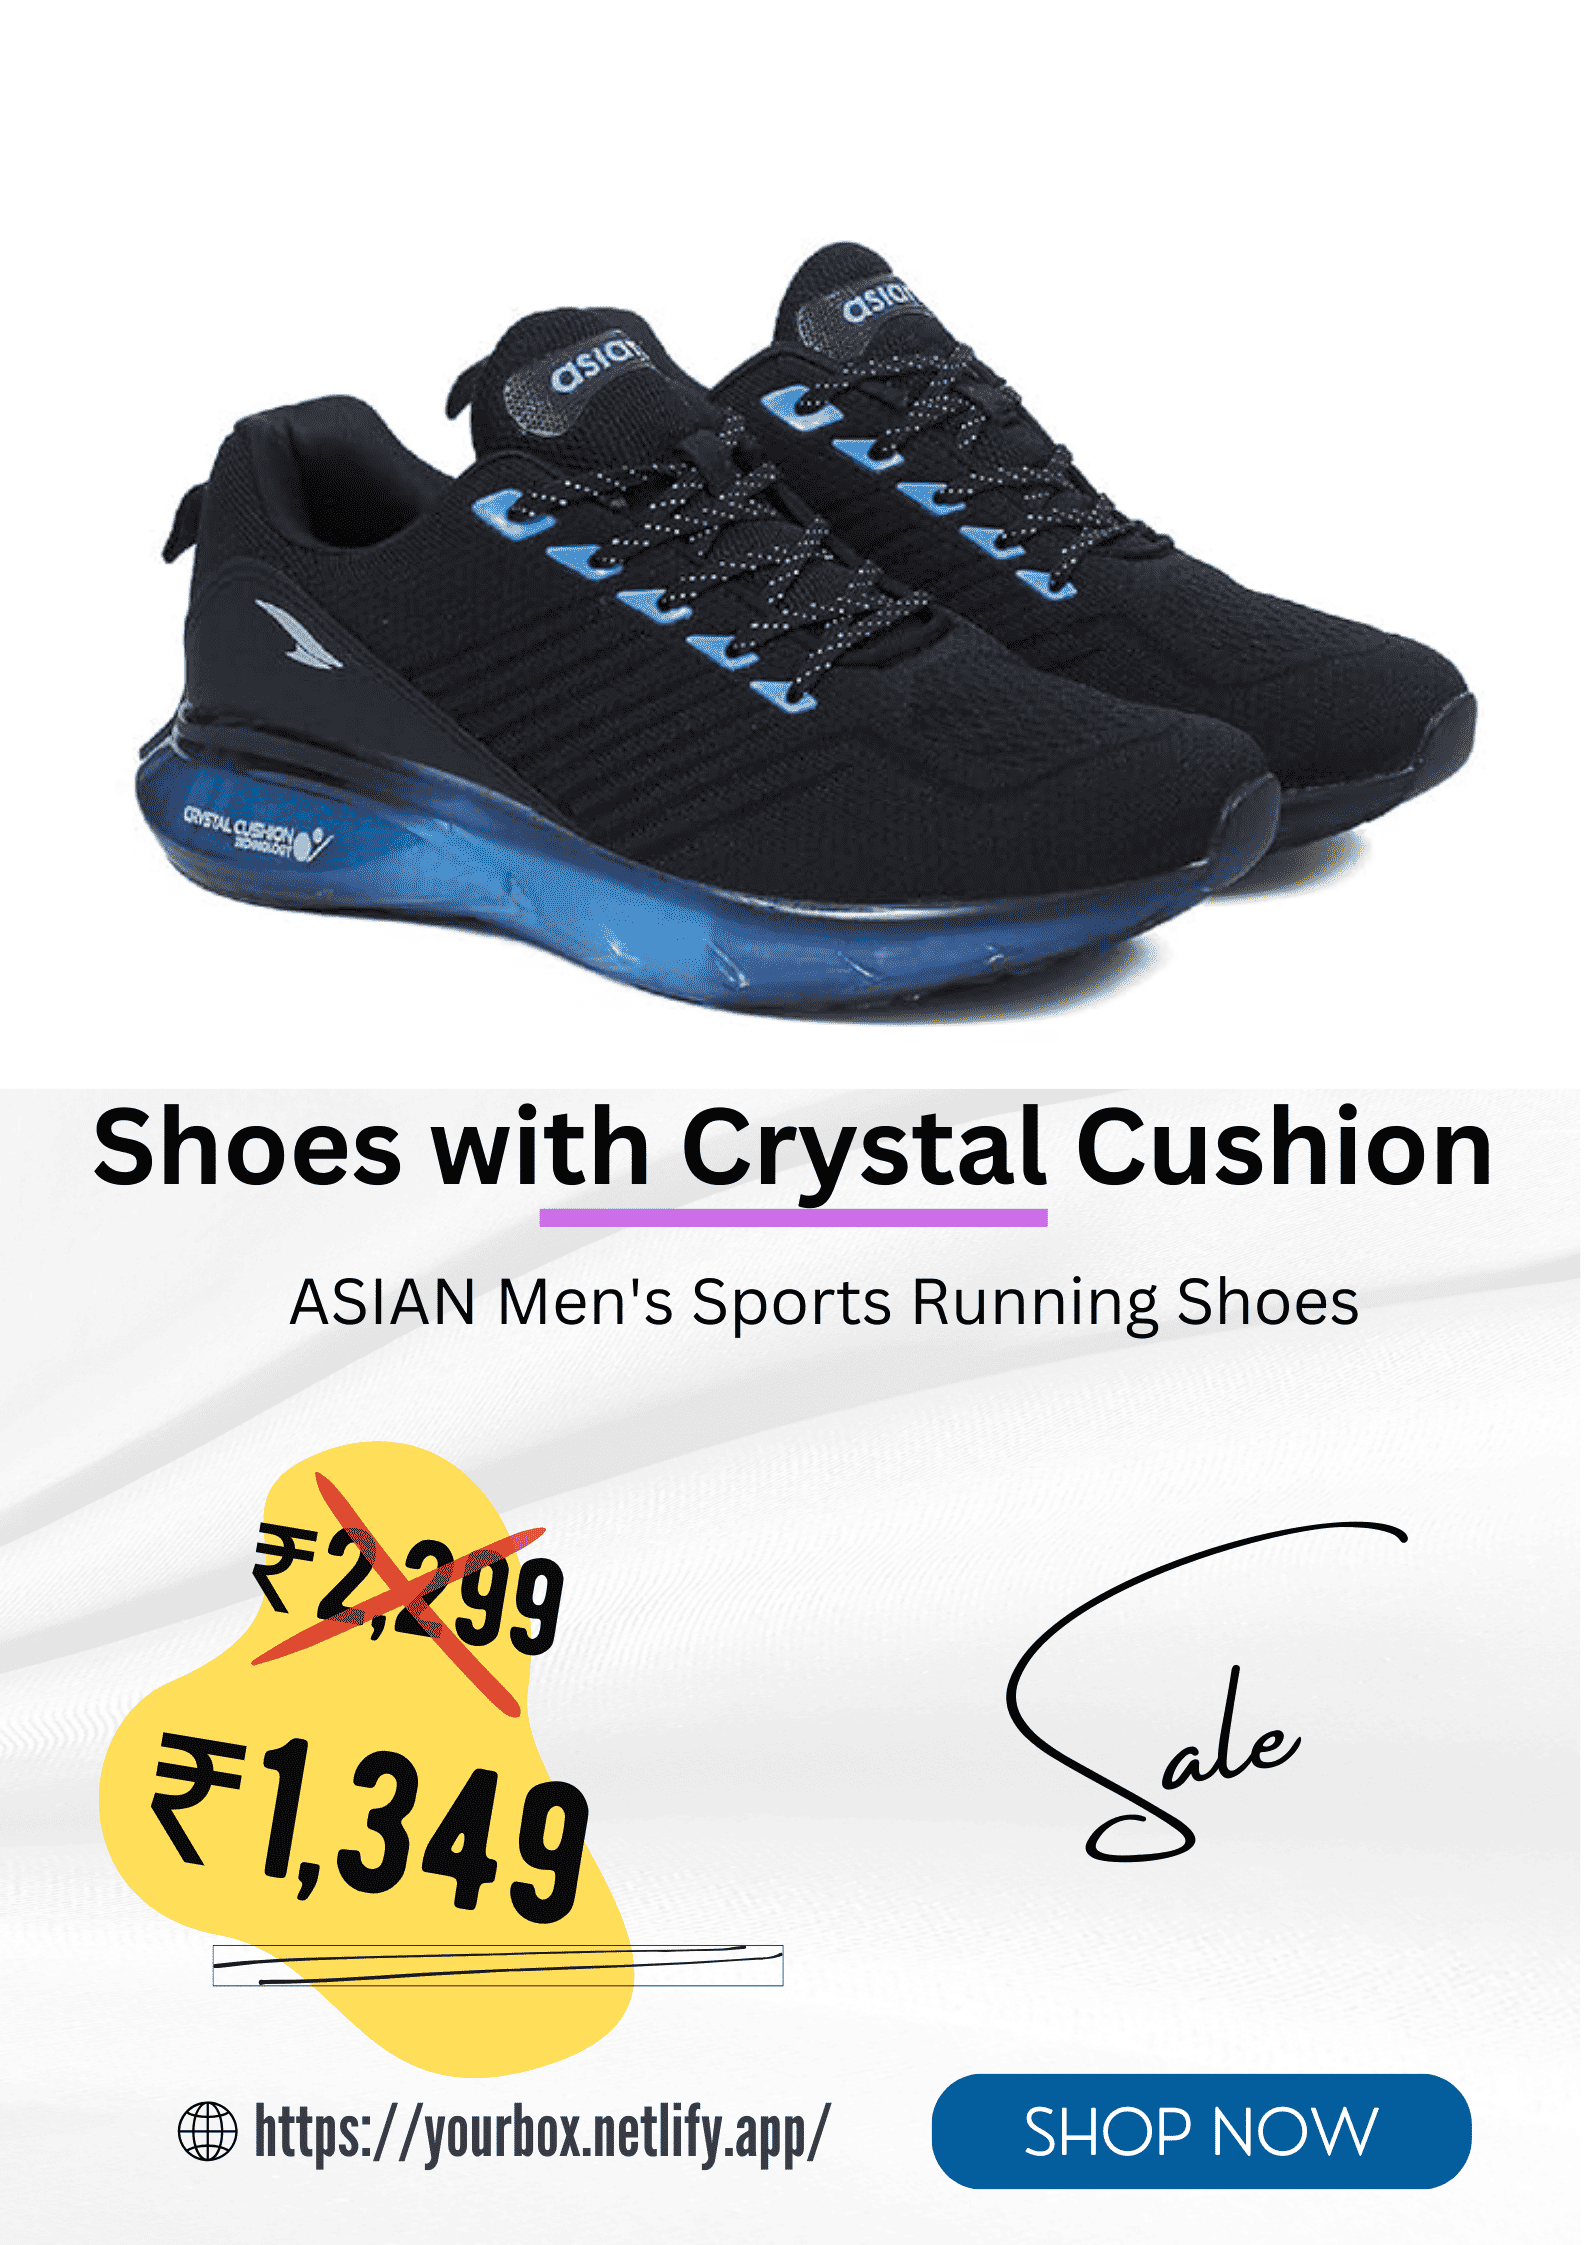 asian
asian
CRYSTAL CUSHION
TECHNOLOGY
Shoes with Crystal Cushion
ASIAN Men's Sports Running Shoes
₹2,299
₹1,349
Sale
https://yourbox.netlify.app/
SHOP NOW